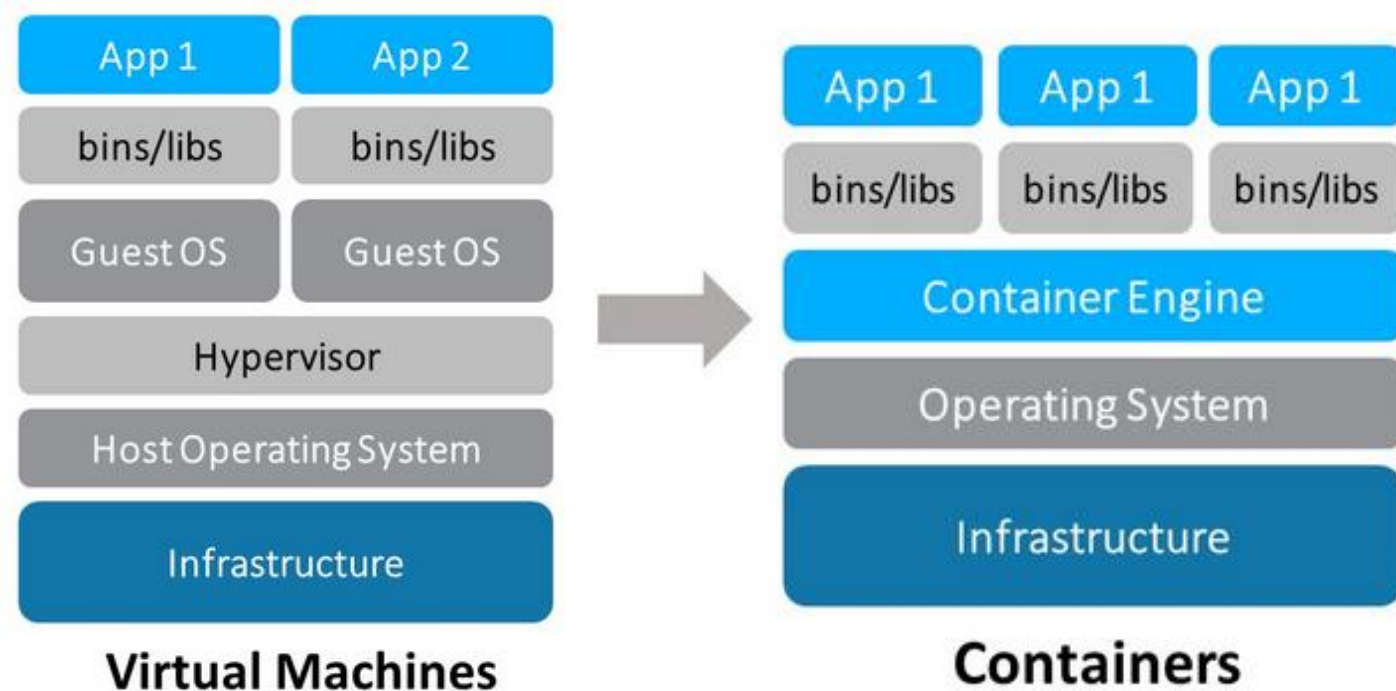 App 1 App 2
bins/libs bins/libs
Guest OS Guest OS
Hypervisor
Host Operating System
Infrastructure
Virtual Machines
App 1 App 1 App 1
bins/libs bins/libs bins/libs
Container Engine
Operating System
Infrastructure
Containers